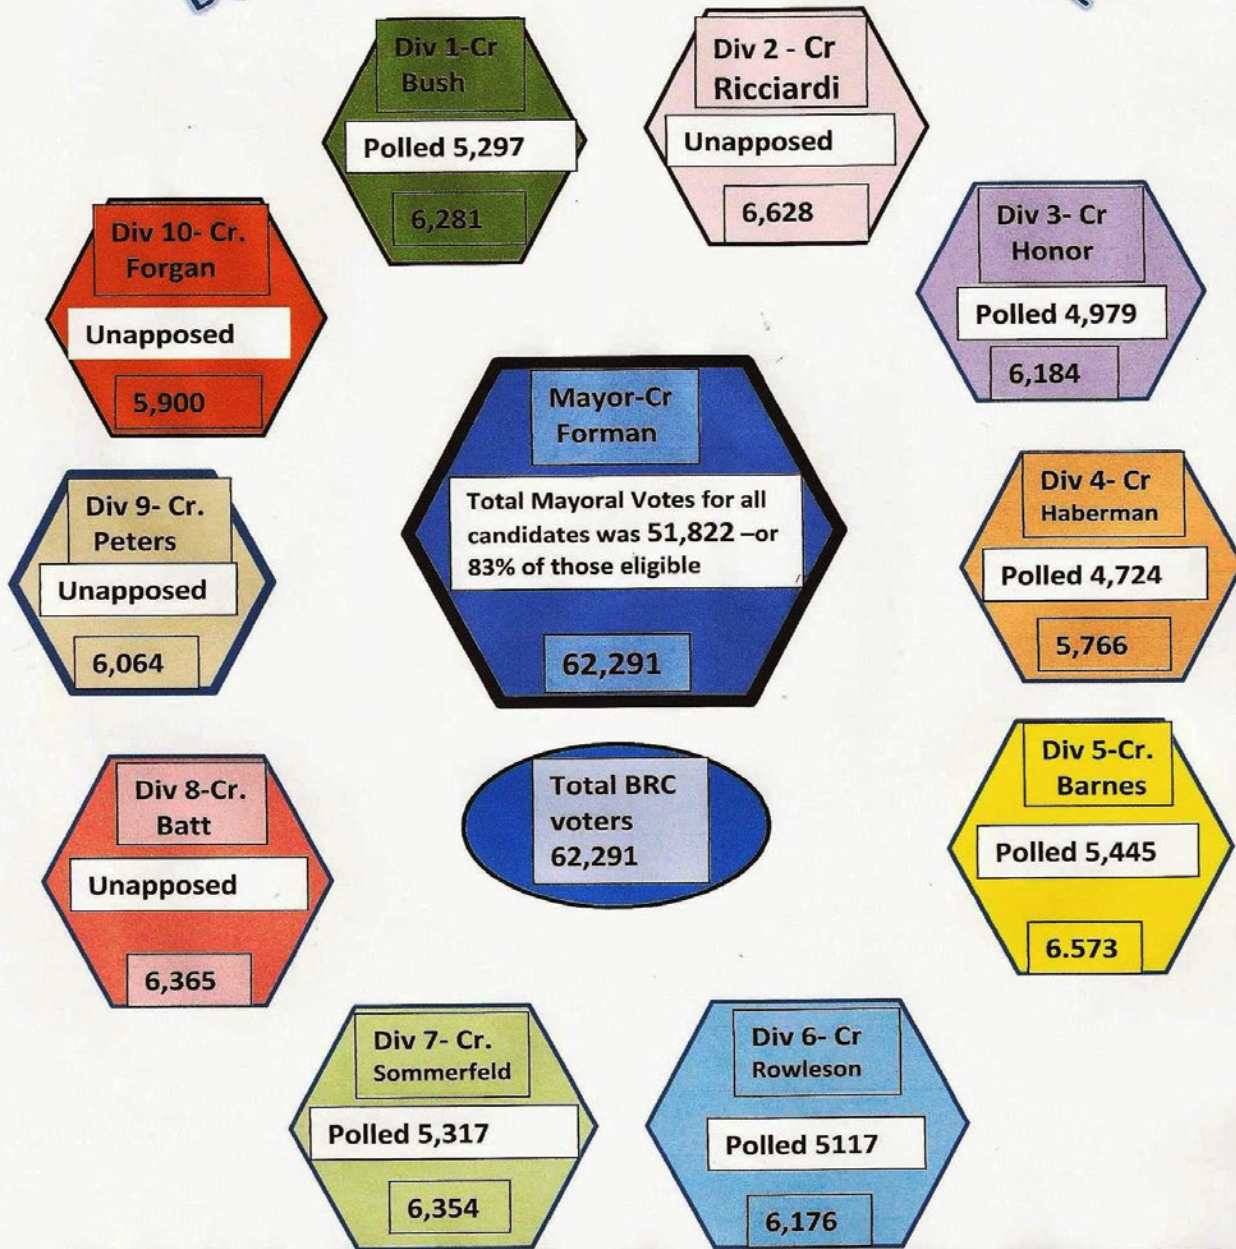 Div 1-Cr
Bush
Polled 5,297
6,281
Div 2 - Cr
Ricciardi
Unapposed
6,628
Div 3- Cr
Honor
Polled 4,979
6,184
Div 4- Cr
Haberman
Polled 4,724
5,766
Div 5-Cr.
Barnes
Polled 5,445
6.573
Div 6- Cr
Rowleson
Polled 5117
6,176
Div 7- Cr.
Sommerfeld
Polled 5,317
6,354
Div 8-Cr.
Batt
Unapposed
6,365
Div 9- Cr.
Peters
Unapposed
6,064
Div 10- Cr.
Forgan
Unapposed
5,900
Mayor-Cr
Forman
Total Mayoral Votes for all
candidates was 51,822 –or
83% of those eligible
62,291
Total BRC
voters
62,291